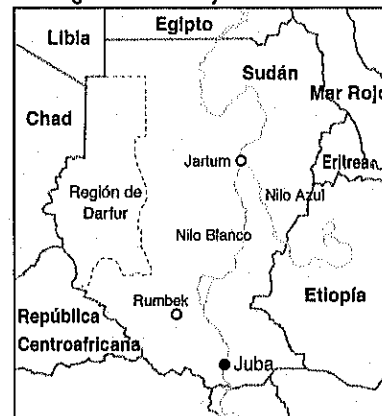 Egipto
Libia
Sudán
Mar Rojo
Chad
Jartum
Eritrea
Región de
Darfur
Nilo Azul
Nilo Blanco
Etiopía
Rumbek
República
Centroafricana
Juba